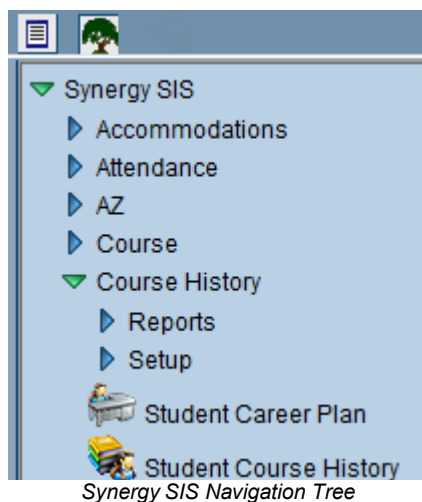 Synergy SIS
Accommodations
Attendance
AZ
Course
Course History
Reports
Setup
Student Career Plan
Student Course History
Synergy SIS Navigation Tree